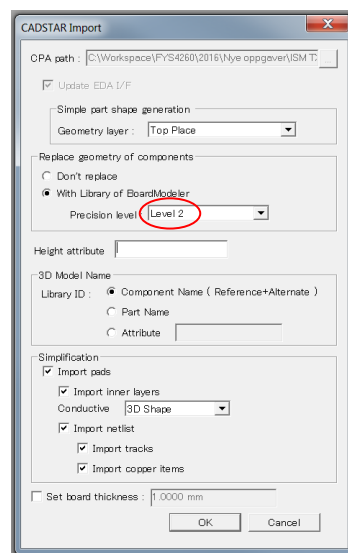 CADSTAR Import
CPA path : C:\Workspace\FYS4260\2016\Nye oppgaver\ISM T: ...
Update EDA I/F
Simple part shape generation
Geometry layer : Top Place
Replace geometry of components
Don't replace
With Library of BoardModeler
Precision level Level 2
Height attribute
3D Model Name
Library ID : Component Name ( Reference+Alternate )
Part Name
Attribute
Simplification
Import pads
Import inner layers
Conductive 3D Shape
Import netlist
Import tracks
Import copper items
Set board thickness : 1.0000 mm
OK Cancel